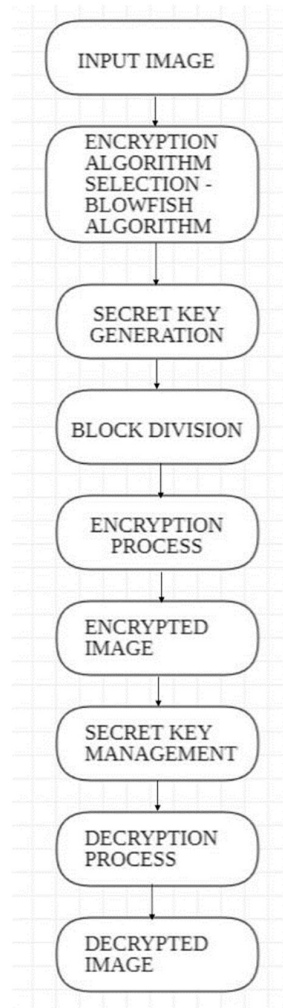 INPUT IMAGE
ENCRYPTION
ALGORITHM
SELECTION -
BLOWFISH
ALGORITHM
SECRET KEY
GENERATION
BLOCK DIVISION
ENCRYPTION
PROCESS
ENCRYPTED
IMAGE
SECRET KEY
MANAGEMENT
DECRYPTION
PROCESS
DECRYPTED
IMAGE